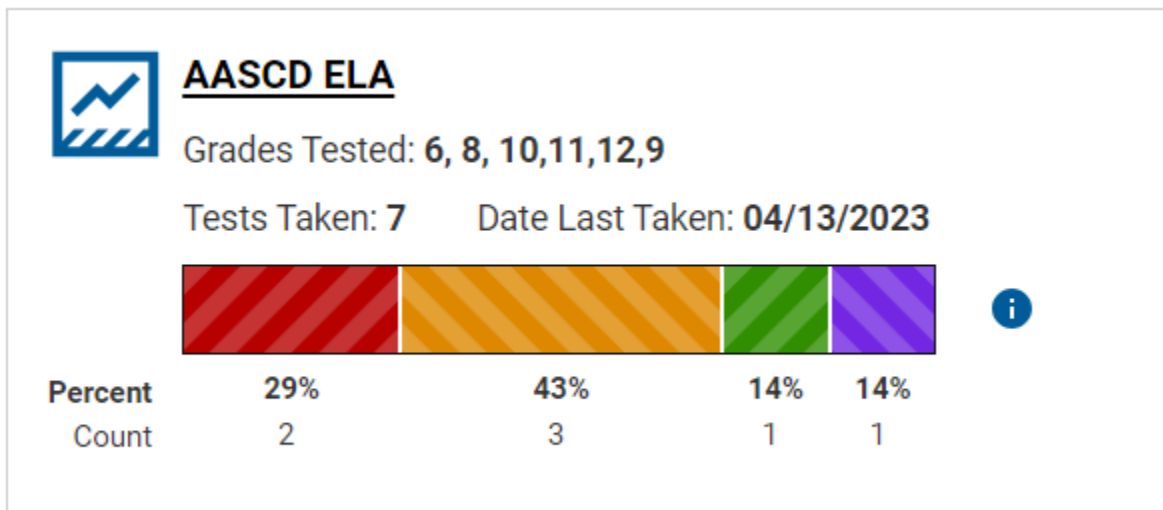 AASCD ELA
Grades Tested: 6, 8, 10,11,12,9
Tests Taken: 7 Date Last Taken: 04/13/2023
i
Percent 29% 43% 14% 14%
Count 2 3 1 1